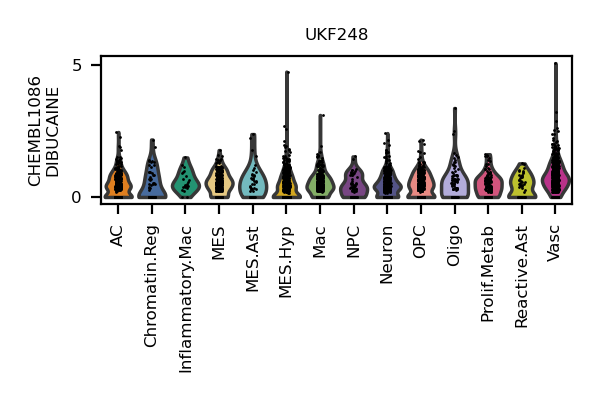 UKF248
CHEMBL1086
DIBUCAINE
5
0
AC
Chromatin.Reg
Inflammatory.Mac
MES
MES.Ast
MES.Hyp
Mac
NPC
Neuron
OPC
Oligo
Prolif.Metab
Reactive.Ast
Vasc